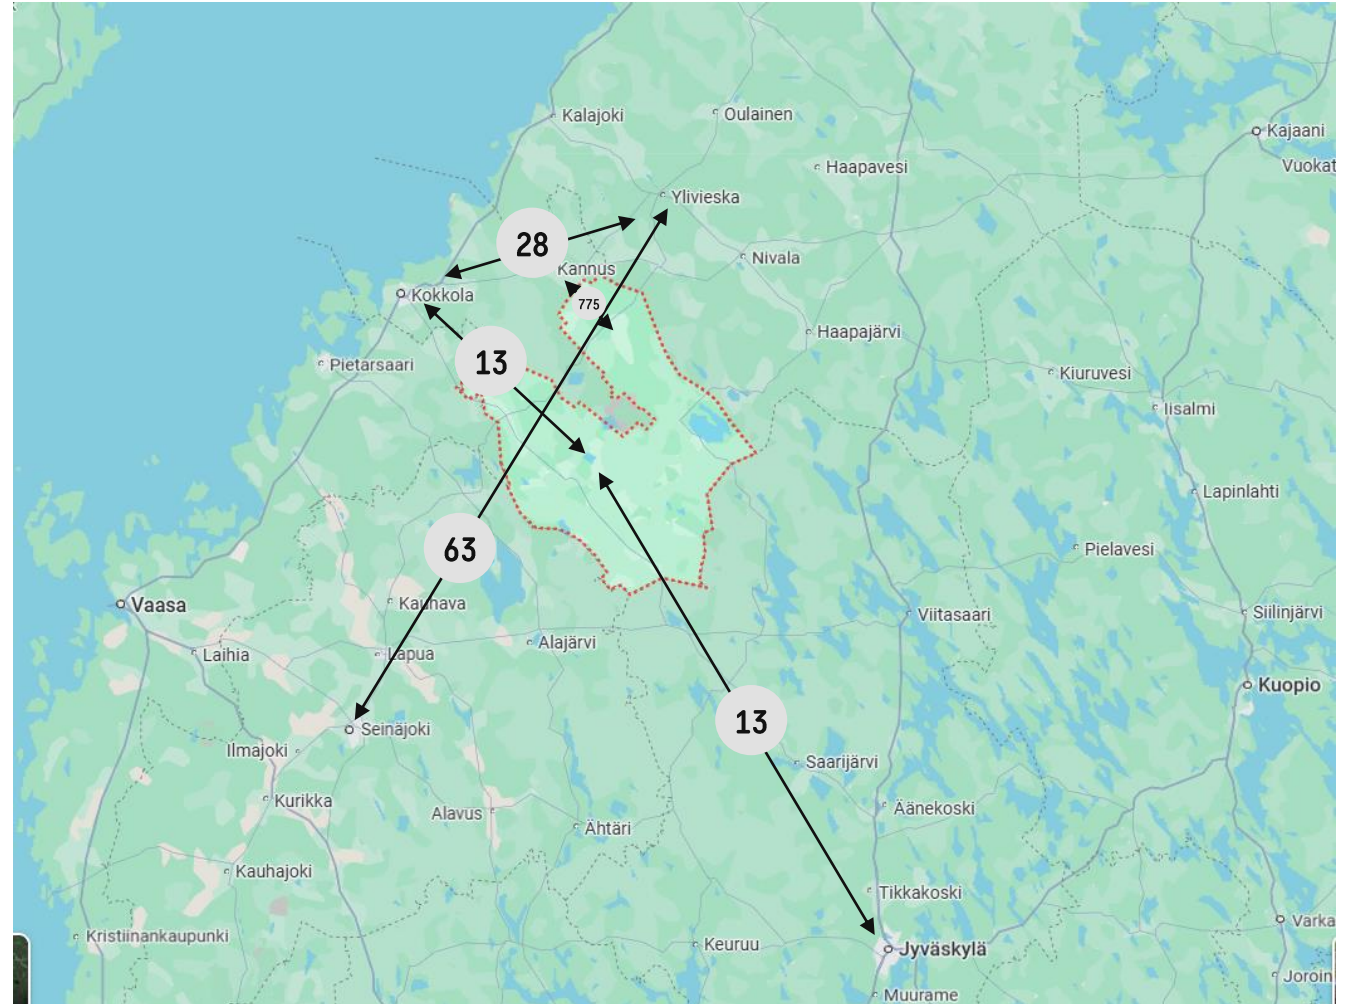 Kalajoki
Oulainen
Kajaani
Vuokat
Haapavesi
Ylivieska
28
Nivala
Kannus
Kokkola
775
Haapajärvi
13
Pietarsaari
Kiuruvesi
Iisalmi
Lapinlahti
63
Pielavesi
Kauhava
Vaasa
Viitasaari
Siilinjärvi
Alajärvi
Laihia
Lapua
Kuopio
13
Seinäjoki
Ilmajoki
Saarijärvi
Kurikka
Alavus
Äänekoski
Ähtäri
Kauhajoki
Tikkakoski
Varka
Kristiinankaupunki
Keuruu
Jyväskylä
Joroin
Muurame